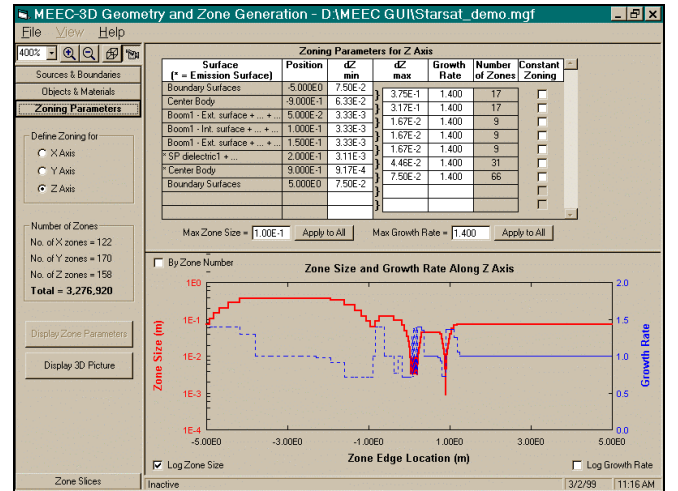 MEEC-3D Geometry and Zone Generation - D:\MEEC GUI\Starsat_demo.mgf
File View Help
400%
Sources & Boundaries
Objects & Materials
Zoning Parameters
Define Zoning for
X Axis
Y Axis
Z Axis
Number of Zones
No. of X zones = 122
No. of Y zones = 170
No. of Z zones = 158
Total = 3,276,920
Display Zone Parameters
Display 3D Picture
Zone Slices
Zoning Parameters for Z Axis
Surface Position dZ dZ Growth Number Constant
(* = Emission Surface) min max Rate of Zones Zoning
Boundary Surfaces -5.000E0 7.50E-2
} 3.75E-1 1.400 17
Center Body -9.000E-1 6.33E-2
} 3.17E-1 1.400 17
Boom1 - Ext. surface + ... + ... 5.000E-2 3.33E-3
} 1.67E-2 1.400 9
Boom1 - Int. surface + ... + ... 1.000E-1 3.33E-3
} 1.67E-2 1.400 9
Boom1 - Ext. surface + ... + ... 1.500E-1 3.33E-3
} 1.67E-2 1.400 9
* SP dielectric1 + ... 2.000E-1 3.11E-3
} 4.46E-2 1.400 31
* Center Body 9.000E-1 9.17E-4
} 7.50E-2 1.400 66
Boundary Surfaces 5.000E0 7.50E-2
}
}
Max Zone Size = 1.00E-1 Apply to All Max Growth Rate = 1.400 Apply to All
By Zone Number
Zone Size and Growth Rate Along Z Axis
Zone Size (m)
1E0
1E-1
1E-2
1E-3
1E-4
2.0
1.5
1.0
0.5
0.0
Growth Rate
-5.00E0 -3.00E0 -1.00E0 1.00E0 3.00E0 5.00E0
Zone Edge Location (m)
Log Zone Size
Log Growth Rate
Inactive 3/2/99 11:16 AM